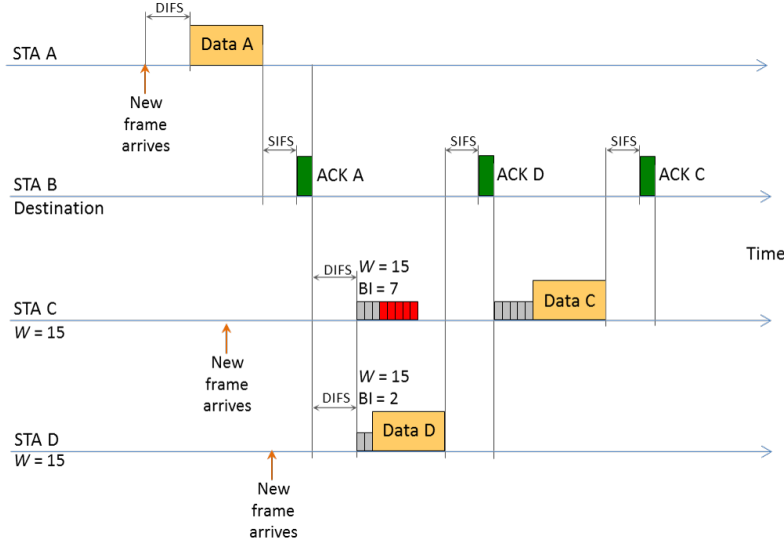 DIFS
Data A
STA A
New
frame
arrives
SIFS
SIFS
SIFS
ACK A
ACK D
ACK C
STA B
Destination
Time
DIFS
W = 15
BI = 7
Data C
STA C
W = 15
New
frame
arrives
W = 15
BI = 2
DIFS
Data D
STA D
W = 15
New
frame
arrives